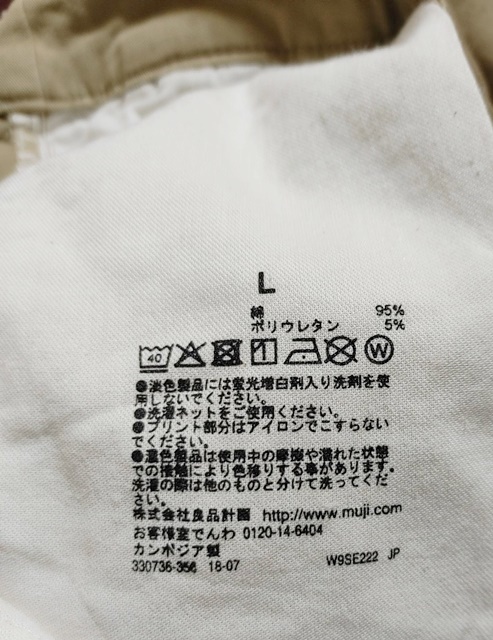 L
綿 95%
ポリウレタン 5%
40 W
●淡色製品には蛍光増白剤入り洗剤を使
用しないでください。
●洗濯ネットをご使用ください。
●プリント部分はアイロンでこすらない
でください。
●濃色製品は使用中の摩擦や濡れた状態
での接触により色移りする事があります。
洗濯の際は他のものと分けて洗ってくだ
さい。
株式会社良品計画 http://www.muji.com
お客様室でんわ 0120-14-6404
カンボジア製
330736-356 18-07 W9SE222 JP